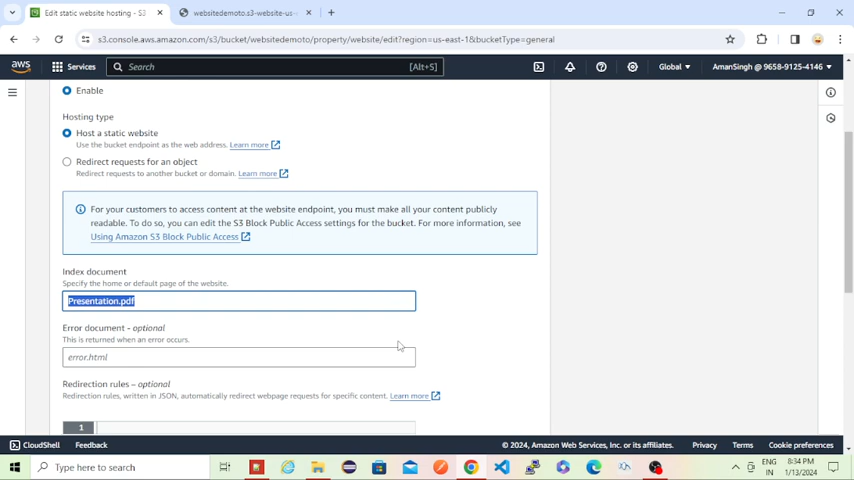 Edit static website hosting - S3
websitedemoto.s3-website-us-
s3.console.aws.amazon.com/s3/bucket/websitedemoto/property/website/edit?region=us-east-1&bucketType=general
aws
Services
Search
[Alt+S]
Global
AmanSingh @ 9658-9125-4146
Enable
Hosting type
Host a static website
Use the bucket endpoint as the web address. Learn more
Redirect requests for an object
Redirect requests to another bucket or domain. Learn more
For your customers to access content at the website endpoint, you must make all your content publicly
readable. To do so, you can edit the S3 Block Public Access settings for the bucket. For more information, see
Using Amazon S3 Block Public Access
Index document
Specify the home or default page of the website.
Presentation.pdf
Error document - optional
This is returned when an error occurs.
error.html
Redirection rules – optional
Redirection rules, written in JSON, automatically redirect webpage requests for specific content. Learn more
1
CloudShell
Feedback
© 2024, Amazon Web Services, Inc. or its affiliates.
Privacy
Terms
Cookie preferences
Type here to search
ENG
IN
8:34 PM
1/13/2024